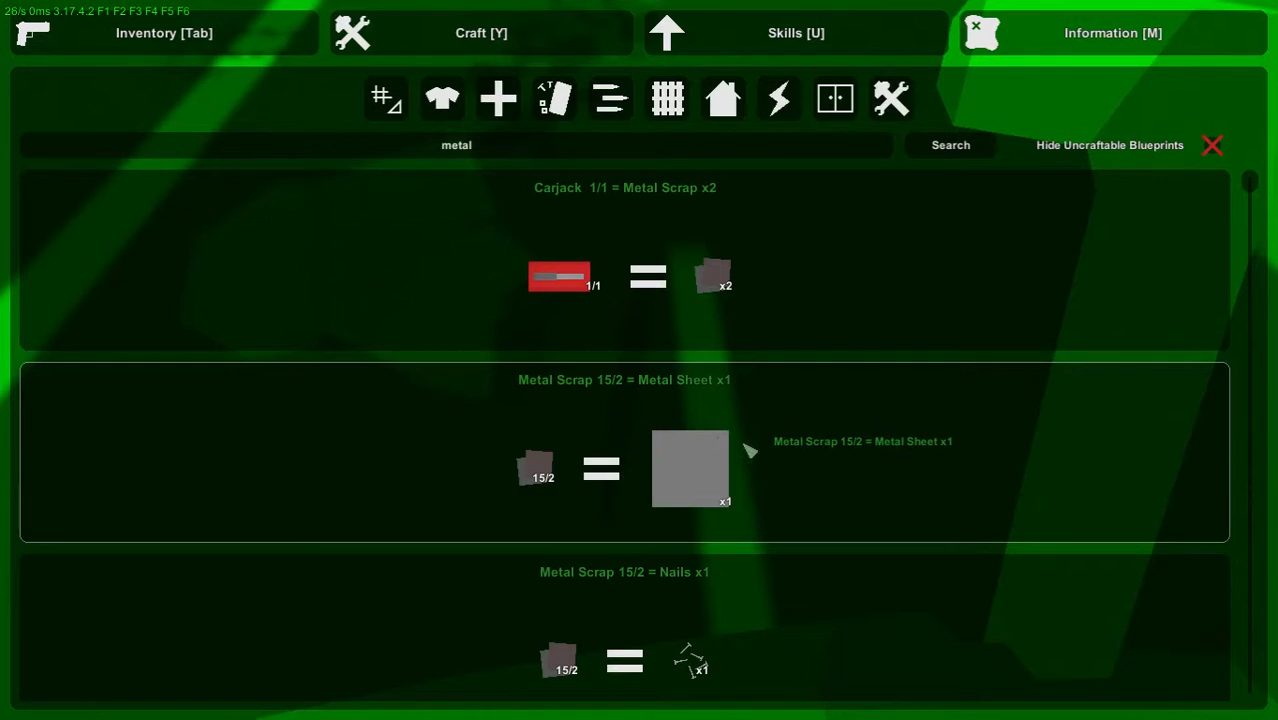 26/s 0ms 3.17.4.2 F1 F2 F3 F4 F5 F6
Inventory [Tab]
Craft [Y]
Skills [U]
Information [M]
metal
Search
Hide Uncraftable Blueprints
Carjack 1/1 = Metal Scrap x2
1/1
x2
Metal Scrap 15/2 = Metal Sheet x1
Metal Scrap 15/2 = Metal Sheet x1
15/2
x1
Metal Scrap 15/2 = Nails x1
15/2
x1